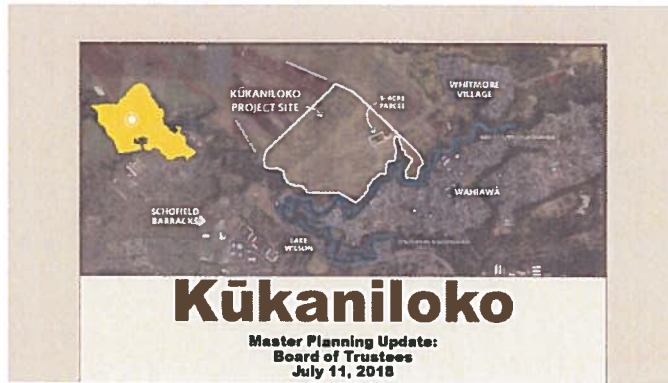 KŪKANILOKO
PROJECT SITE
5-ACRE
PARCEL
WHITMORE
VILLAGE
WAHIAWĀ
SCHOFIELD
BARRACKS
LAKE
WILSON
Kūkaniloko
Master Planning Update:
Board of Trustees
July 11, 2018